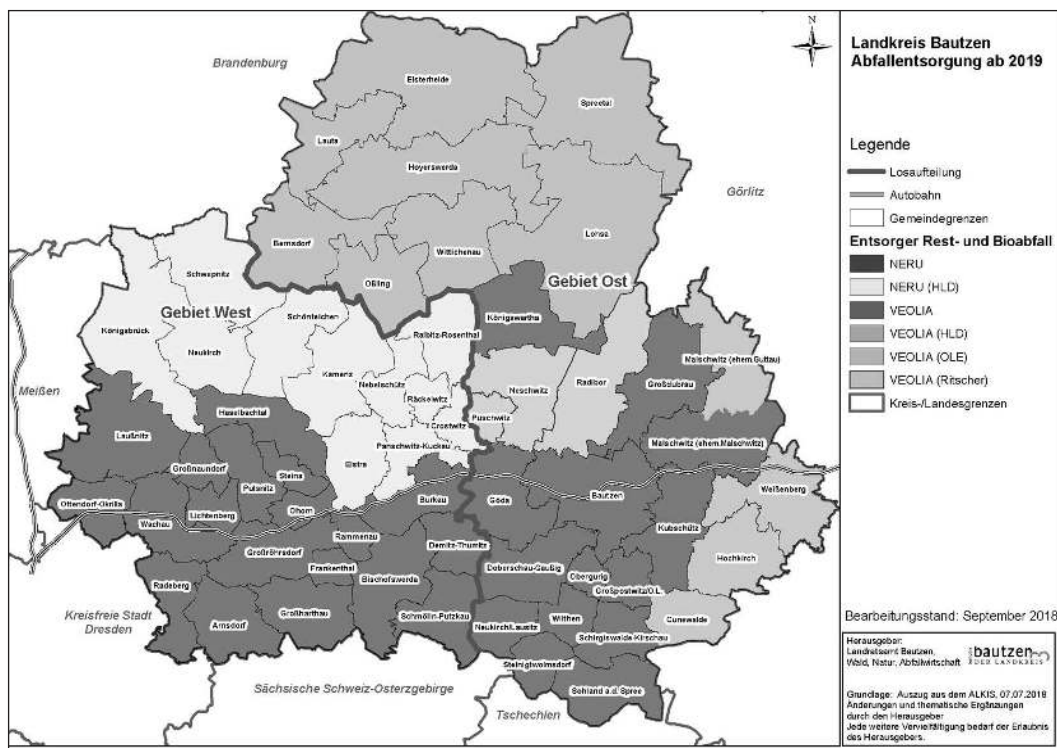 Landkreis Bautzen
Abfallentsorgung ab 2019
N
Brandenburg
Görlitz
Meißen
Kreisfreie Stadt
Dresden
Sächsische Schweiz-Osterzgebirge
Tschechien
Gebiet West
Gebiet Ost
Elsterheide
Spreetal
Lauta
Hoyerswerda
Lohsa
Bernsdorf
Wittichenau
Oßling
Schwepnitz
Königsbrück
Schönteichen
Neukirch
Kamenz
Ralbitz-Rosenthal
Nebelschütz
Räckelwitz
Crostwitz
Panschwitz-Kuckau
Elstra
Königswartha
Neschwitz
Radibor
Puschwitz
Großdubrau
Malschwitz (ehem.Guttau)
Malschwitz (ehem.Malschwitz)
Haselbachtal
Laußnitz
Großnaundorf
Steina
Pulsnitz
Ottendorf-Okrilla
Wachau
Lichtenberg
Ohorn
Burkau
Göda
Bautzen
Weißenberg
Kubschütz
Hochkirch
Rammenau
Großröhrsdorf
Demitz-Thumitz
Frankenthal
Bischofswerda
Radeberg
Arnsdorf
Großharthau
Schmölln-Putzkau
Doberschau-Gaußig
Obergurig
Großpostwitz/O.L.
Neukirch/Lausitz
Wilthen
Schirgiswalde-Kirschau
Cunewalde
Steinigtwolmsdorf
Sohland a.d. Spree
Legende
Losaufteilung
Autobahn
Gemeindegrenzen
Entsorger Rest- und Bioabfall
NERU
NERU (HLD)
VEOLIA
VEOLIA (HLD)
VEOLIA (OLE)
VEOLIA (Ritscher)
Kreis-/Landesgrenzen
Bearbeitungsstand: September 2018
Herausgeber:
Landratsamt Bautzen,
Wald, Natur, Abfallwirtschaft
bautzen
DER LANDKREIS
Grundlage: Auszug aus dem ALKIS, 07.07.2018
Änderungen und thematische Ergänzungen
durch den Herausgeber
Jede weitere Vervielfältigung bedarf der Erlaubnis
des Herausgebers.